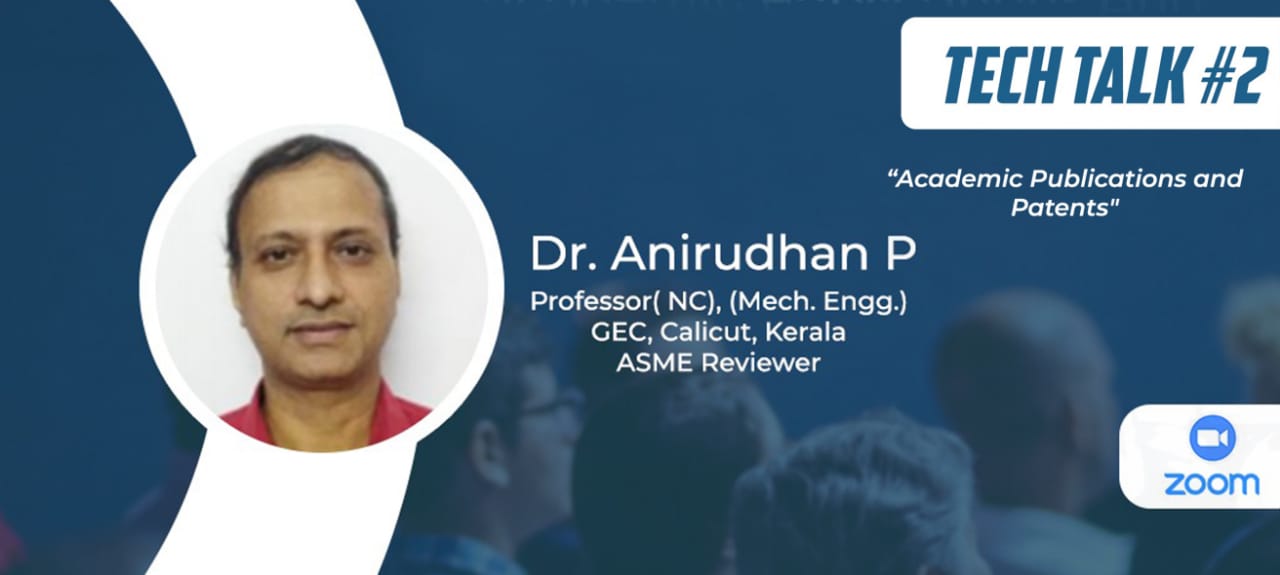 TECH TALK #2
“Academic Publications and
Patents"
Dr. Anirudhan P
Professor( NC), (Mech. Engg.)
GEC, Calicut, Kerala
ASME Reviewer
zoom